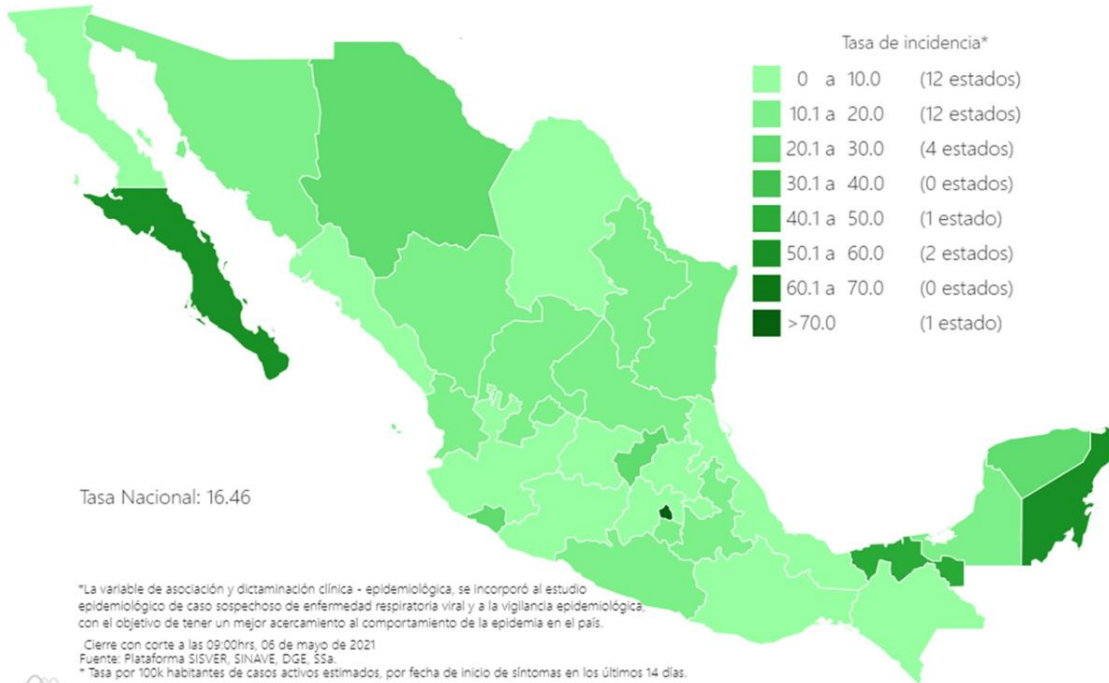 Tasa de incidencia*
0 a 10.0 (12 estados)
10.1 a 20.0 (12 estados)
20.1 a 30.0 (4 estados)
30.1 a 40.0 (0 estados)
40.1 a 50.0 (1 estado)
50.1 a 60.0 (2 estados)
60.1 a 70.0 (0 estados)
>70.0 (1 estado)
Tasa Nacional: 16.46
*La variable de asociación y dictaminación clínica - epidemiológica, se incorporó al estudio
epidemiológico de caso sospechoso de enfermedad respiratoria viral y a la vigilancia epidemiológica,
con el objetivo de tener un mejor acercamiento al comportamiento de la epidemia en el país.
Cierre con corte a las 09:00hrs, 06 de mayo de 2021
Fuente: Plataforma SISVER, SINAVE, DGE, SSa.
* Tasa por 100k habitantes de casos activos estimados, por fecha de inicio de síntomas en los últimos 14 días.